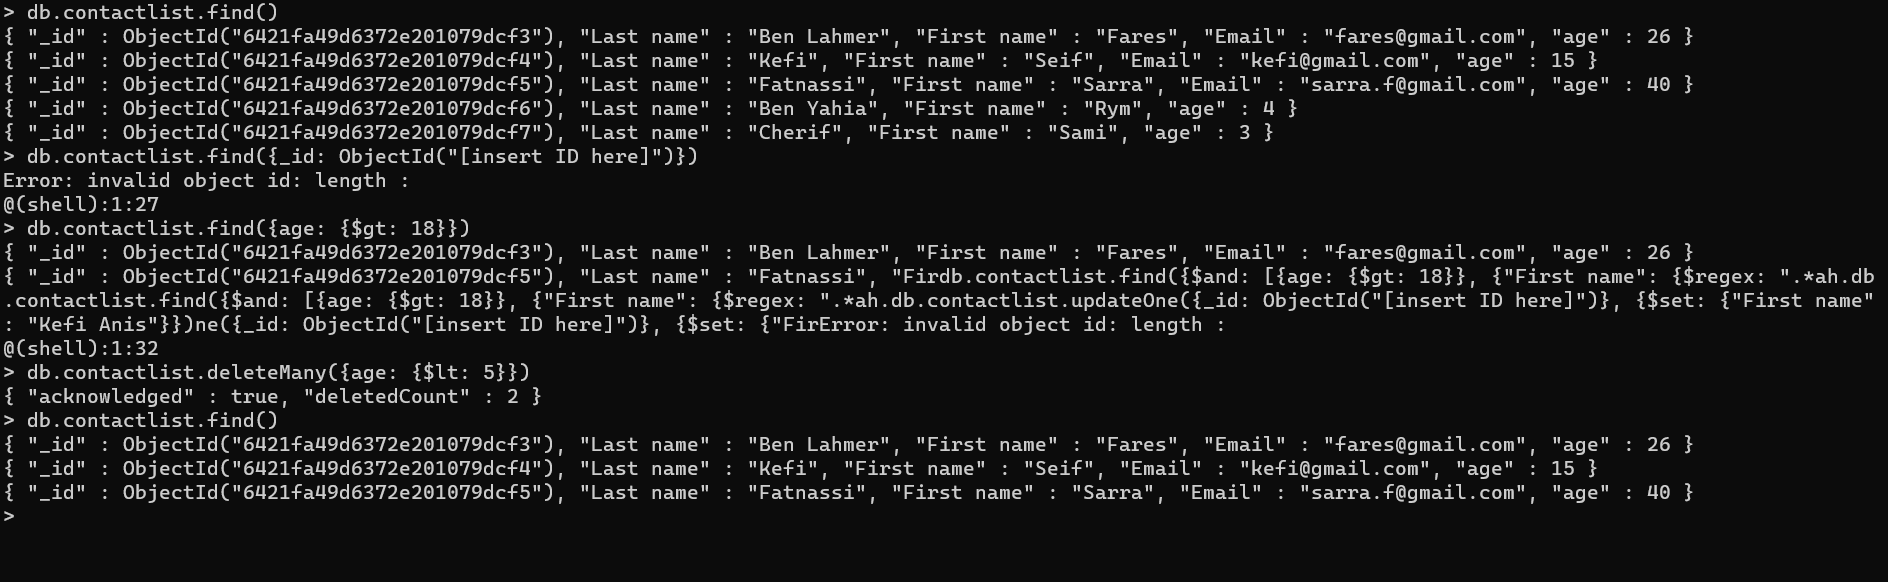 > db.contactlist.find()
{ "_id" : ObjectId("6421fa49d6372e201079dcf3"), "Last name" : "Ben Lahmer", "First name" : "Fares", "Email" : "fares@gmail.com", "age" : 26 }
{ "_id" : ObjectId("6421fa49d6372e201079dcf4"), "Last name" : "Kefi", "First name" : "Seif", "Email" : "kefi@gmail.com", "age" : 15 }
{ "_id" : ObjectId("6421fa49d6372e201079dcf5"), "Last name" : "Fatnassi", "First name" : "Sarra", "Email" : "sarra.f@gmail.com", "age" : 40 }
{ "_id" : ObjectId("6421fa49d6372e201079dcf6"), "Last name" : "Ben Yahia", "First name" : "Rym", "age" : 4 }
{ "_id" : ObjectId("6421fa49d6372e201079dcf7"), "Last name" : "Cherif", "First name" : "Sami", "age" : 3 }
> db.contactlist.find({_id: ObjectId("[insert ID here]")})
Error: invalid object id: length :
@(shell):1:27
> db.contactlist.find({age: {$gt: 18}})
{ "_id" : ObjectId("6421fa49d6372e201079dcf3"), "Last name" : "Ben Lahmer", "First name" : "Fares", "Email" : "fares@gmail.com", "age" : 26 }
{ "_id" : ObjectId("6421fa49d6372e201079dcf5"), "Last name" : "Fatnassi", "Firdb.contactlist.find({$and: [{age: {$gt: 18}}, {"First name": {$regex: ".*ah.db
.contactlist.find({$and: [{age: {$gt: 18}}, {"First name": {$regex: ".*ah.db.contactlist.updateOne({_id: ObjectId("[insert ID here]")}, {$set: {"First name"
: "Kefi Anis"}})ne({_id: ObjectId("[insert ID here]")}, {$set: {"FirError: invalid object id: length :
@(shell):1:32
> db.contactlist.deleteMany({age: {$lt: 5}})
{ "acknowledged" : true, "deletedCount" : 2 }
> db.contactlist.find()
{ "_id" : ObjectId("6421fa49d6372e201079dcf3"), "Last name" : "Ben Lahmer", "First name" : "Fares", "Email" : "fares@gmail.com", "age" : 26 }
{ "_id" : ObjectId("6421fa49d6372e201079dcf4"), "Last name" : "Kefi", "First name" : "Seif", "Email" : "kefi@gmail.com", "age" : 15 }
{ "_id" : ObjectId("6421fa49d6372e201079dcf5"), "Last name" : "Fatnassi", "First name" : "Sarra", "Email" : "sarra.f@gmail.com", "age" : 40 }
>